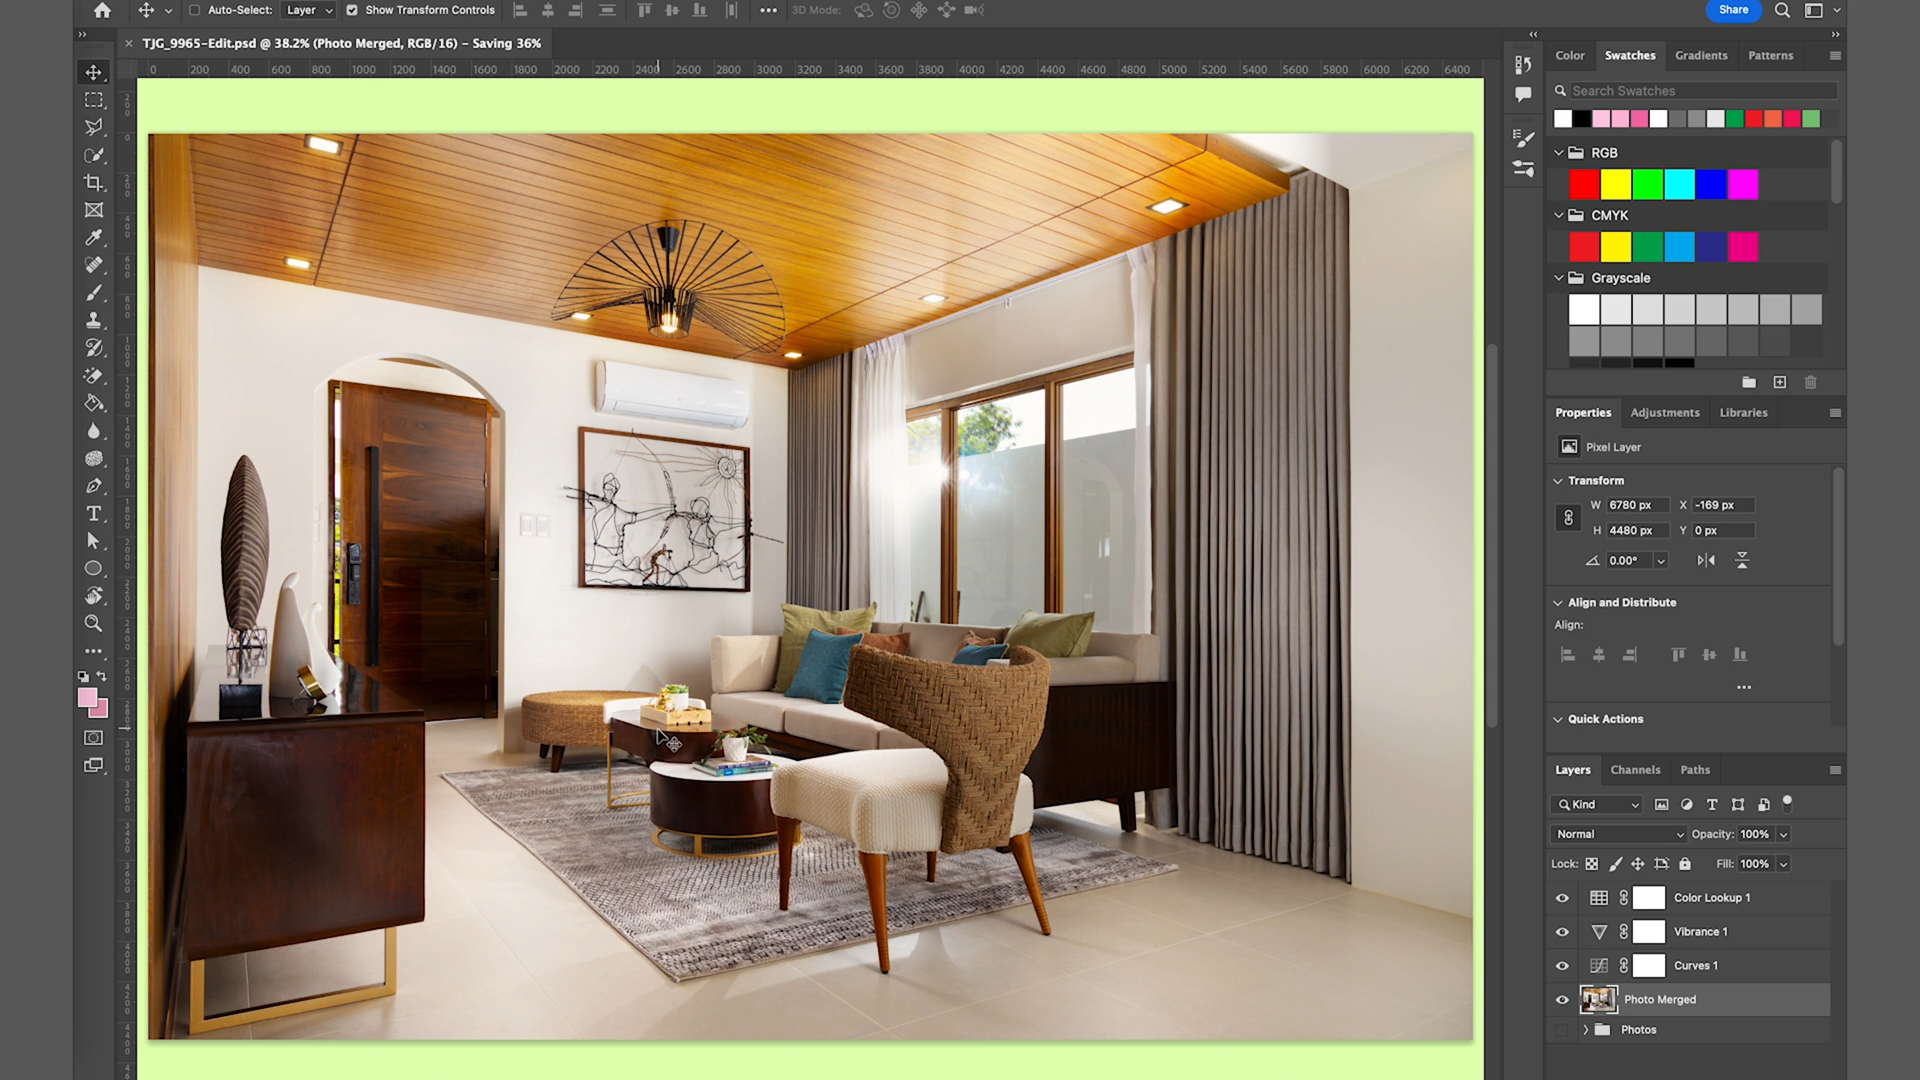 Auto-Select: Layer Show Transform Controls 3D Mode: Share
TJG_9965-Edit.psd @ 38.2% (Photo Merged, RGB/16) – Saving 36%
0 200 400 600 800 1000 1200 1400 1600 1800 2000 2200 2400 2600 2800 3000 3200 3400 3600 3800 4000 4200 4400 4600 4800 5000 5200 5400 5600 5800 6000 6200 6400
Color Swatches Gradients Patterns
Search Swatches
RGB
CMYK
Grayscale
Properties Adjustments Libraries
Pixel Layer
Transform
W 6780 px X -169 px
H 4480 px Y 0 px
0.00°
Align and Distribute
Align:
Quick Actions
Layers Channels Paths
Kind
Normal Opacity: 100%
Lock: Fill: 100%
Color Lookup 1
Vibrance 1
Curves 1
Photo Merged
Photos